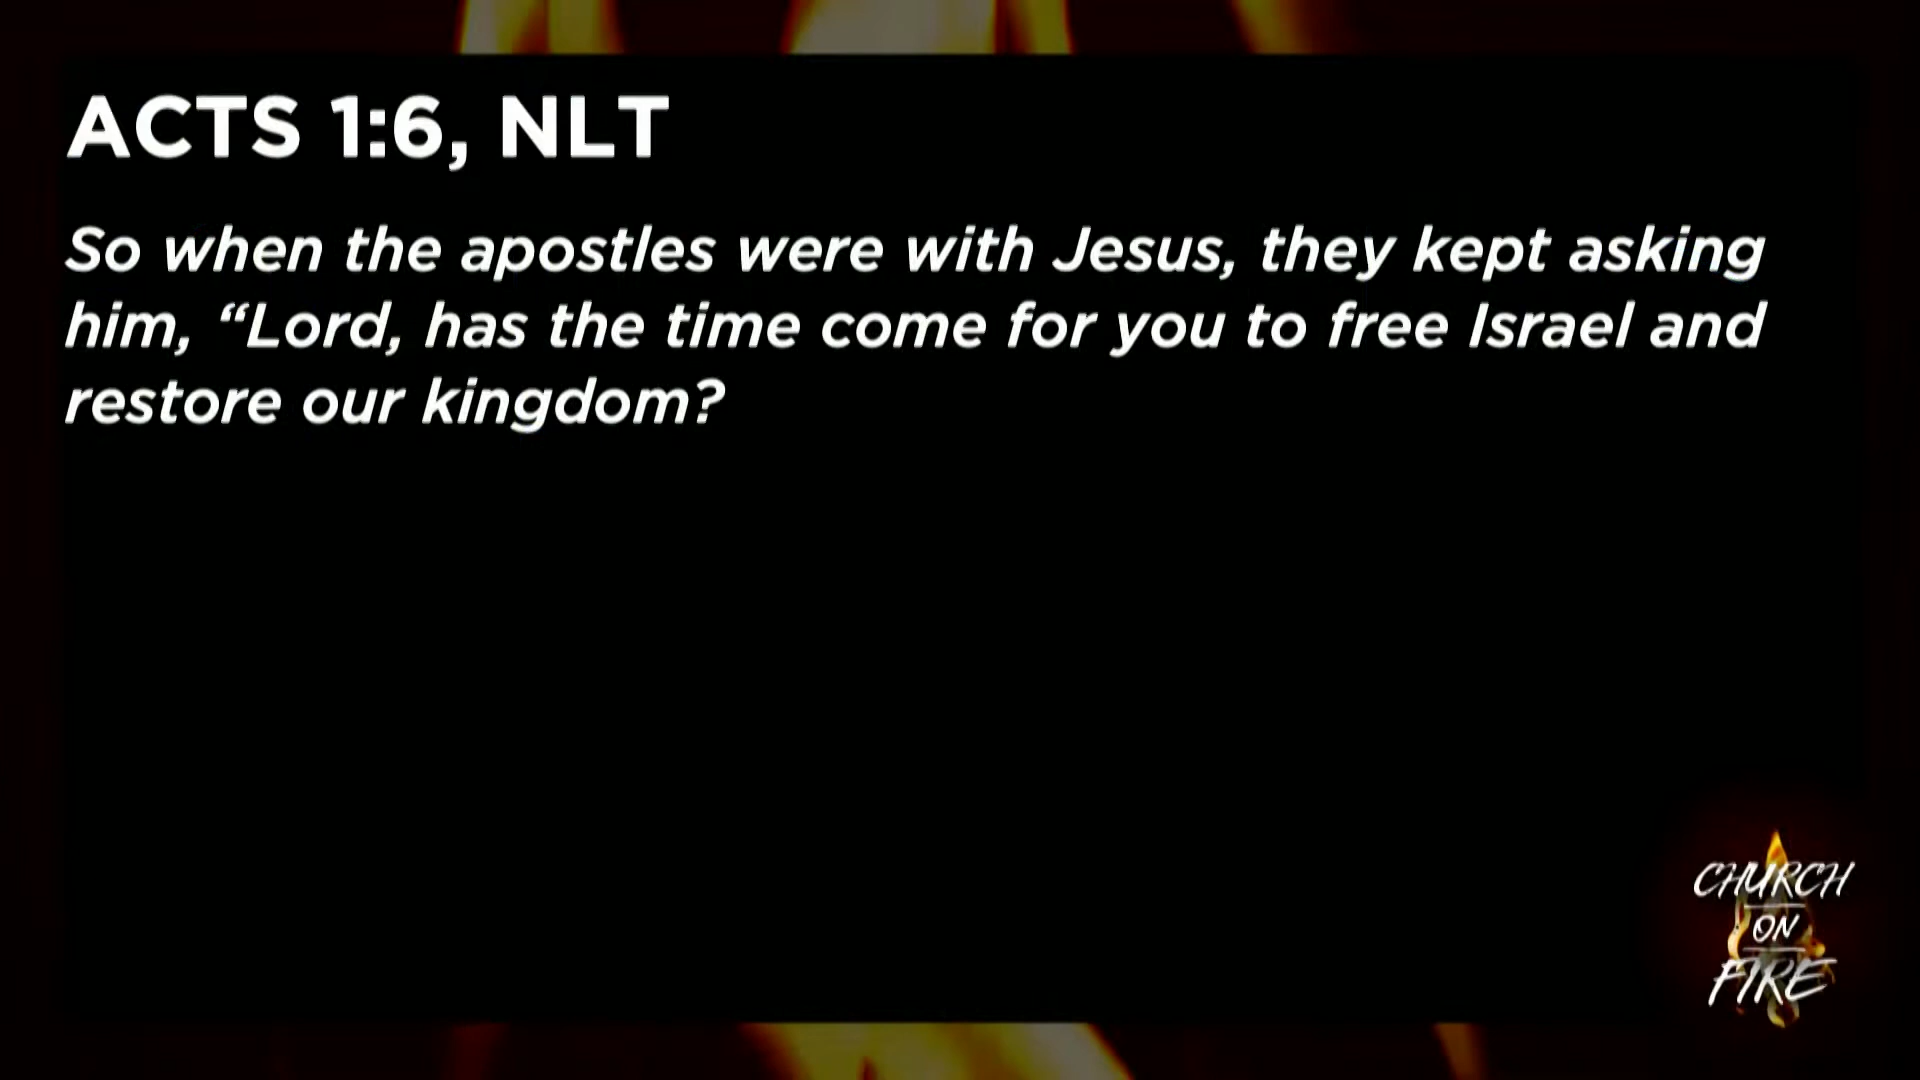 ACTS 1:6, NLT
So when the apostles were with Jesus, they kept asking
him, “Lord, has the time come for you to free Israel and
restore our kingdom?
CHURCH
ON
FIRE